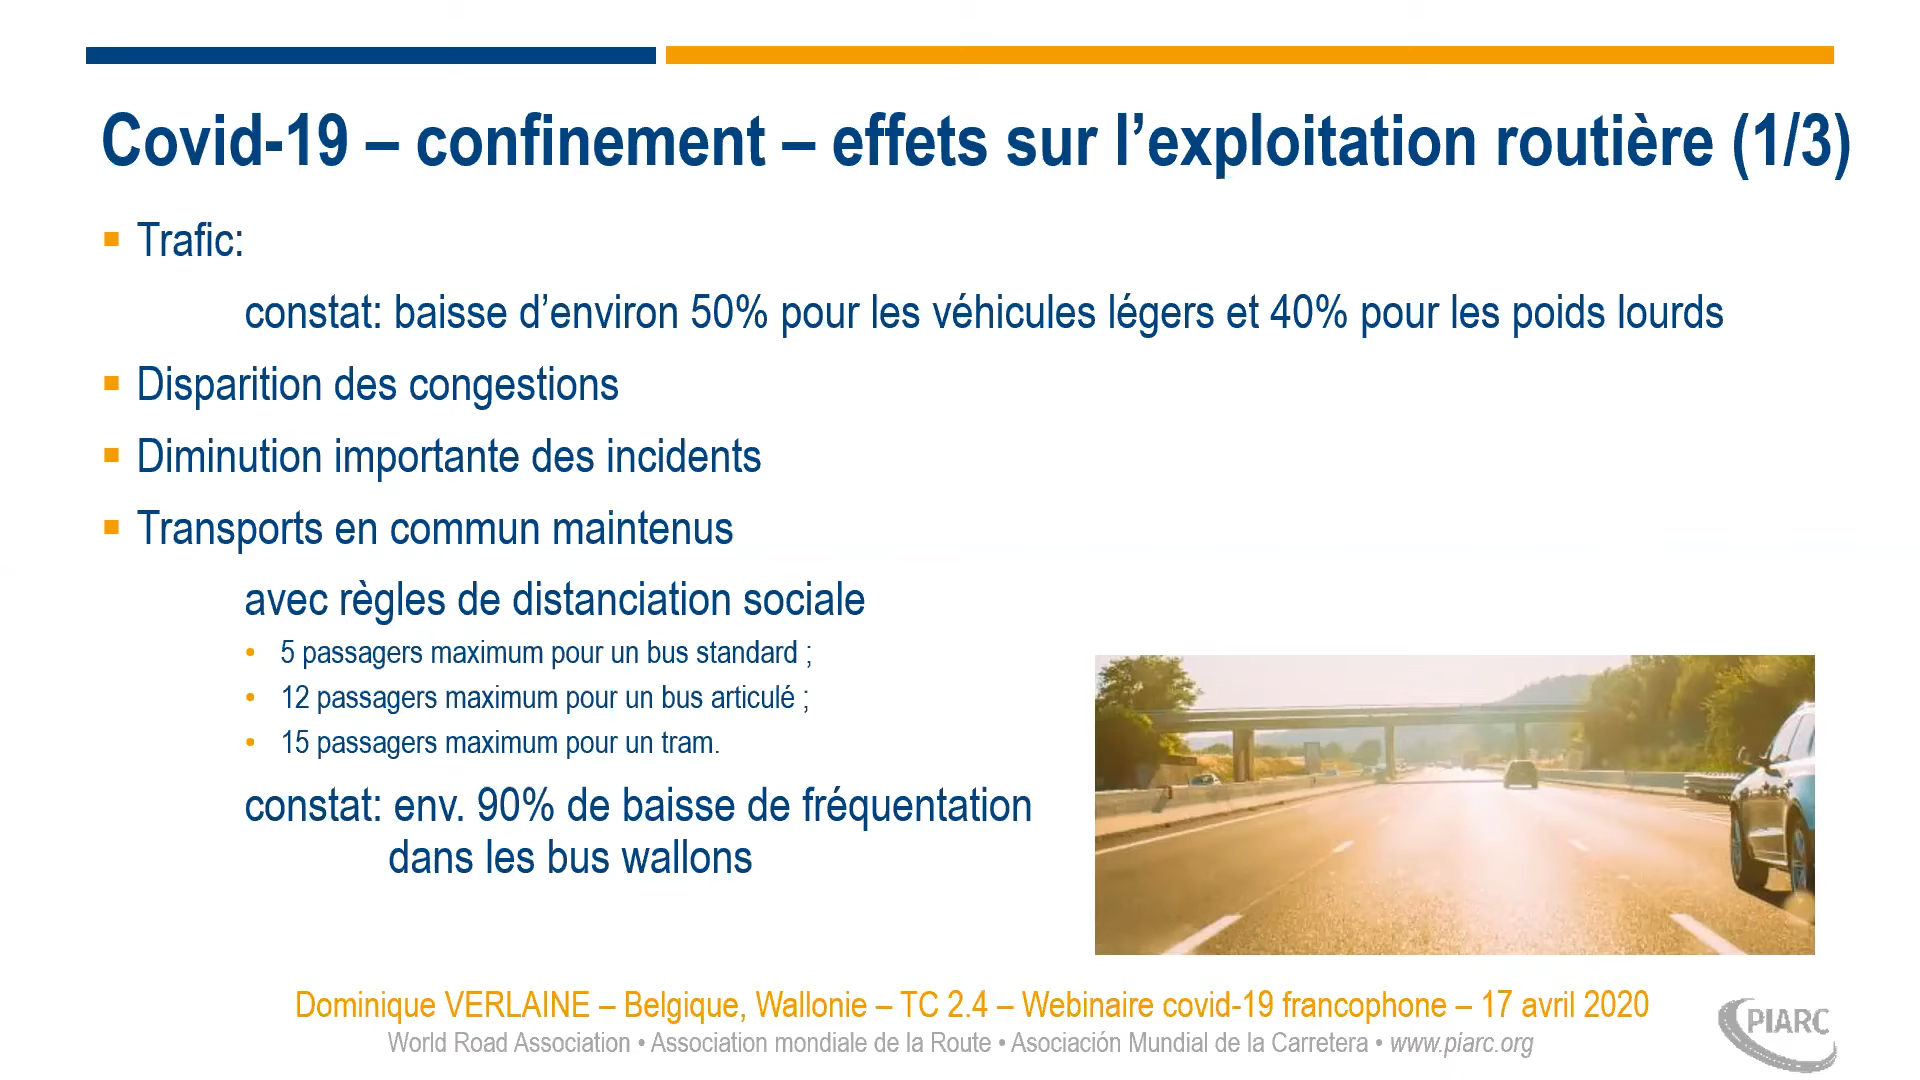 Covid-19 – confinement – effets sur l’exploitation routière (1/3)
Trafic:
constat: baisse d’environ 50% pour les véhicules légers et 40% pour les poids lourds
Disparition des congestions
Diminution importante des incidents
Transports en commun maintenus
avec règles de distanciation sociale
5 passagers maximum pour un bus standard ;
12 passagers maximum pour un bus articulé ;
15 passagers maximum pour un tram.
constat: env. 90% de baisse de fréquentation
dans les bus wallons
Dominique VERLAINE – Belgique, Wallonie – TC 2.4 – Webinaire covid-19 francophone – 17 avril 2020
World Road Association • Association mondiale de la Route • Asociación Mundial de la Carretera • www.piarc.org
PIARC